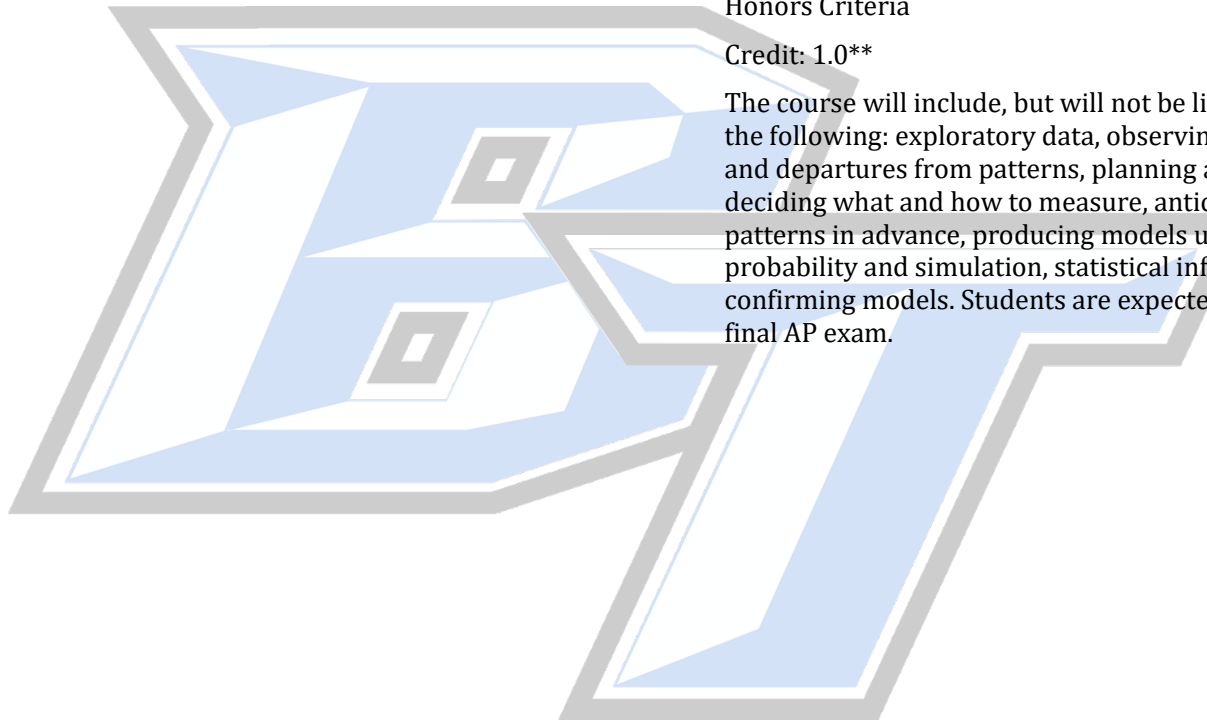 Honors Criteria
Credit: 1.0**
The course will include, but will not be li
the following: exploratory data, observin
and departures from patterns, planning a
deciding what and how to measure, antic
patterns in advance, producing models u
probability and simulation, statistical inf
confirming models. Students are expecte
final AP exam.
BT